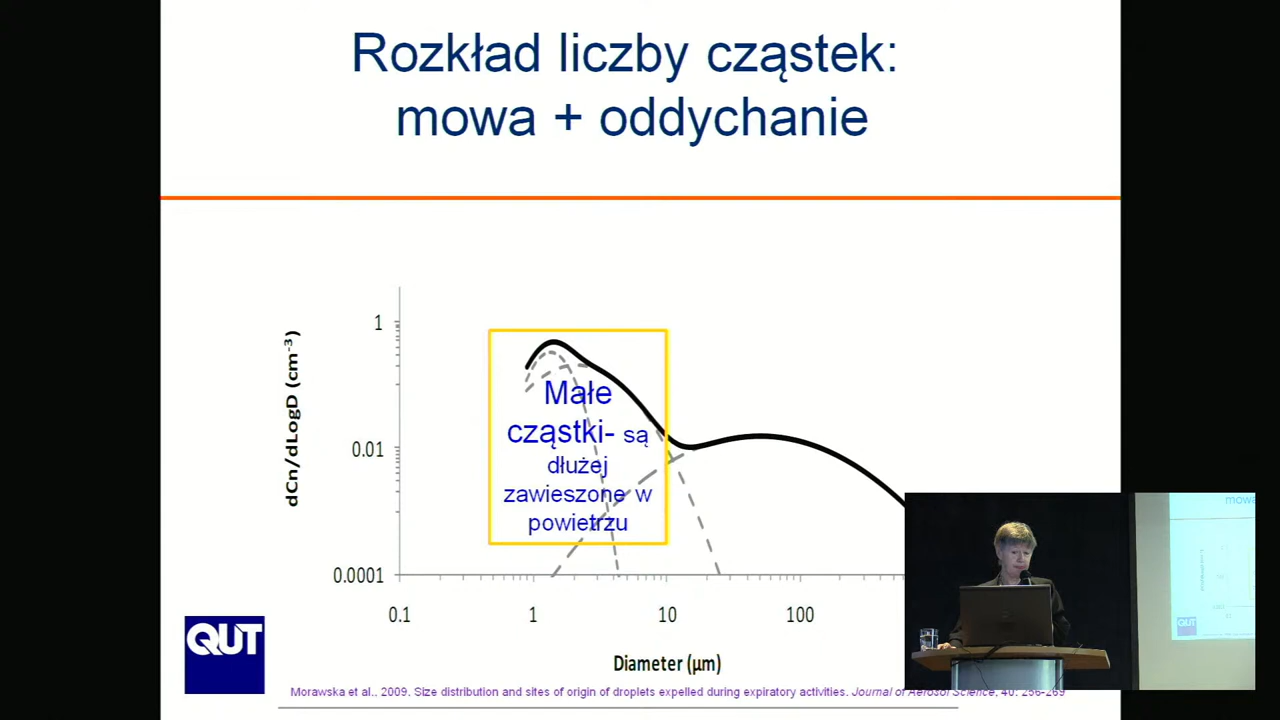 Rozkład liczby cząstek:
mowa + oddychanie
dCn/dLogD (cm-3)
1
0.01
0.0001
Małe
cząstki- są
dłużej
zawieszone w
powietrzu
0.1 1 10 100
Diameter (µm)
QUT
Morawska et al., 2009. Size distribution and sites of origin of droplets expelled during expiratory activities. Journal of Aerosol Science, 40: 256-269
mowa
QUT